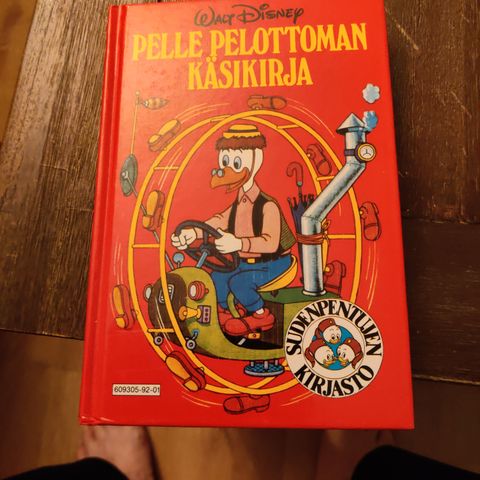 WALT DISNEY
PELLE PELOTTOMAN
KÄSIKIRJA
SUDENPENTUJEN
KIRJASTO
609305-92-01